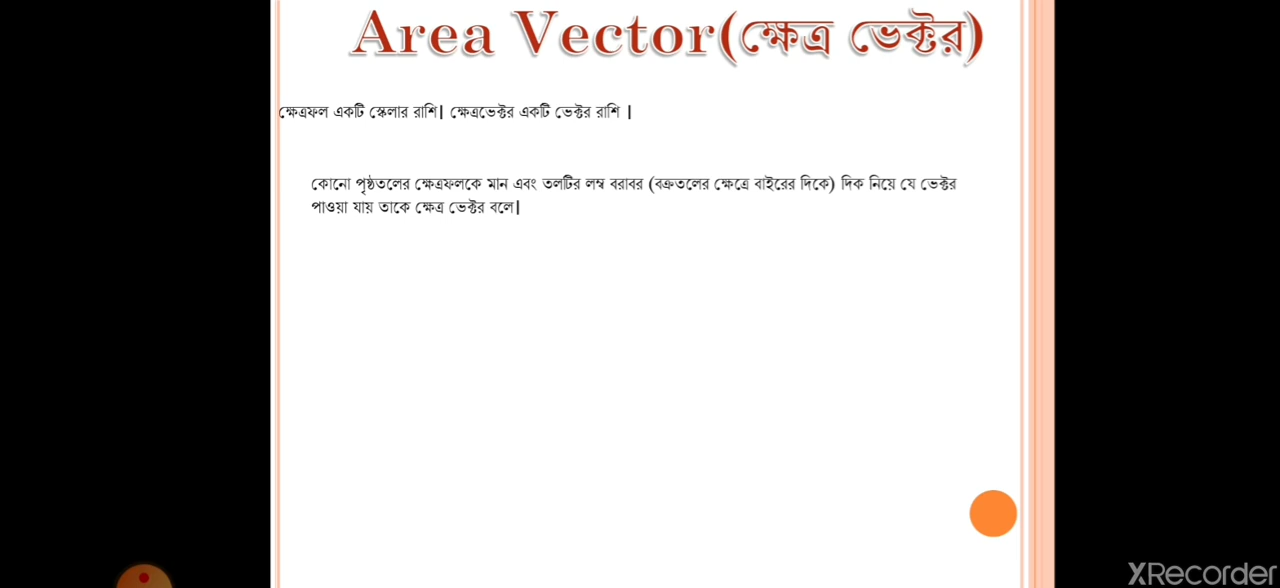 Area Vector(ক্ষেত্র ভেক্টর)
ক্ষেত্রফল একটি স্কেলার রাশি। ক্ষেত্রভেক্টর একটি ভেক্টর রাশি ।
কোনো পৃষ্ঠতলের ক্ষেত্রফলকে মান এবং তলটির লম্ব বরাবর (বক্রতলের ক্ষেত্রে বাইরের দিকে) দিক নিয়ে যে ভেক্টর
পাওয়া যায় তাকে ক্ষেত্র ভেক্টর বলে।
XRecorder